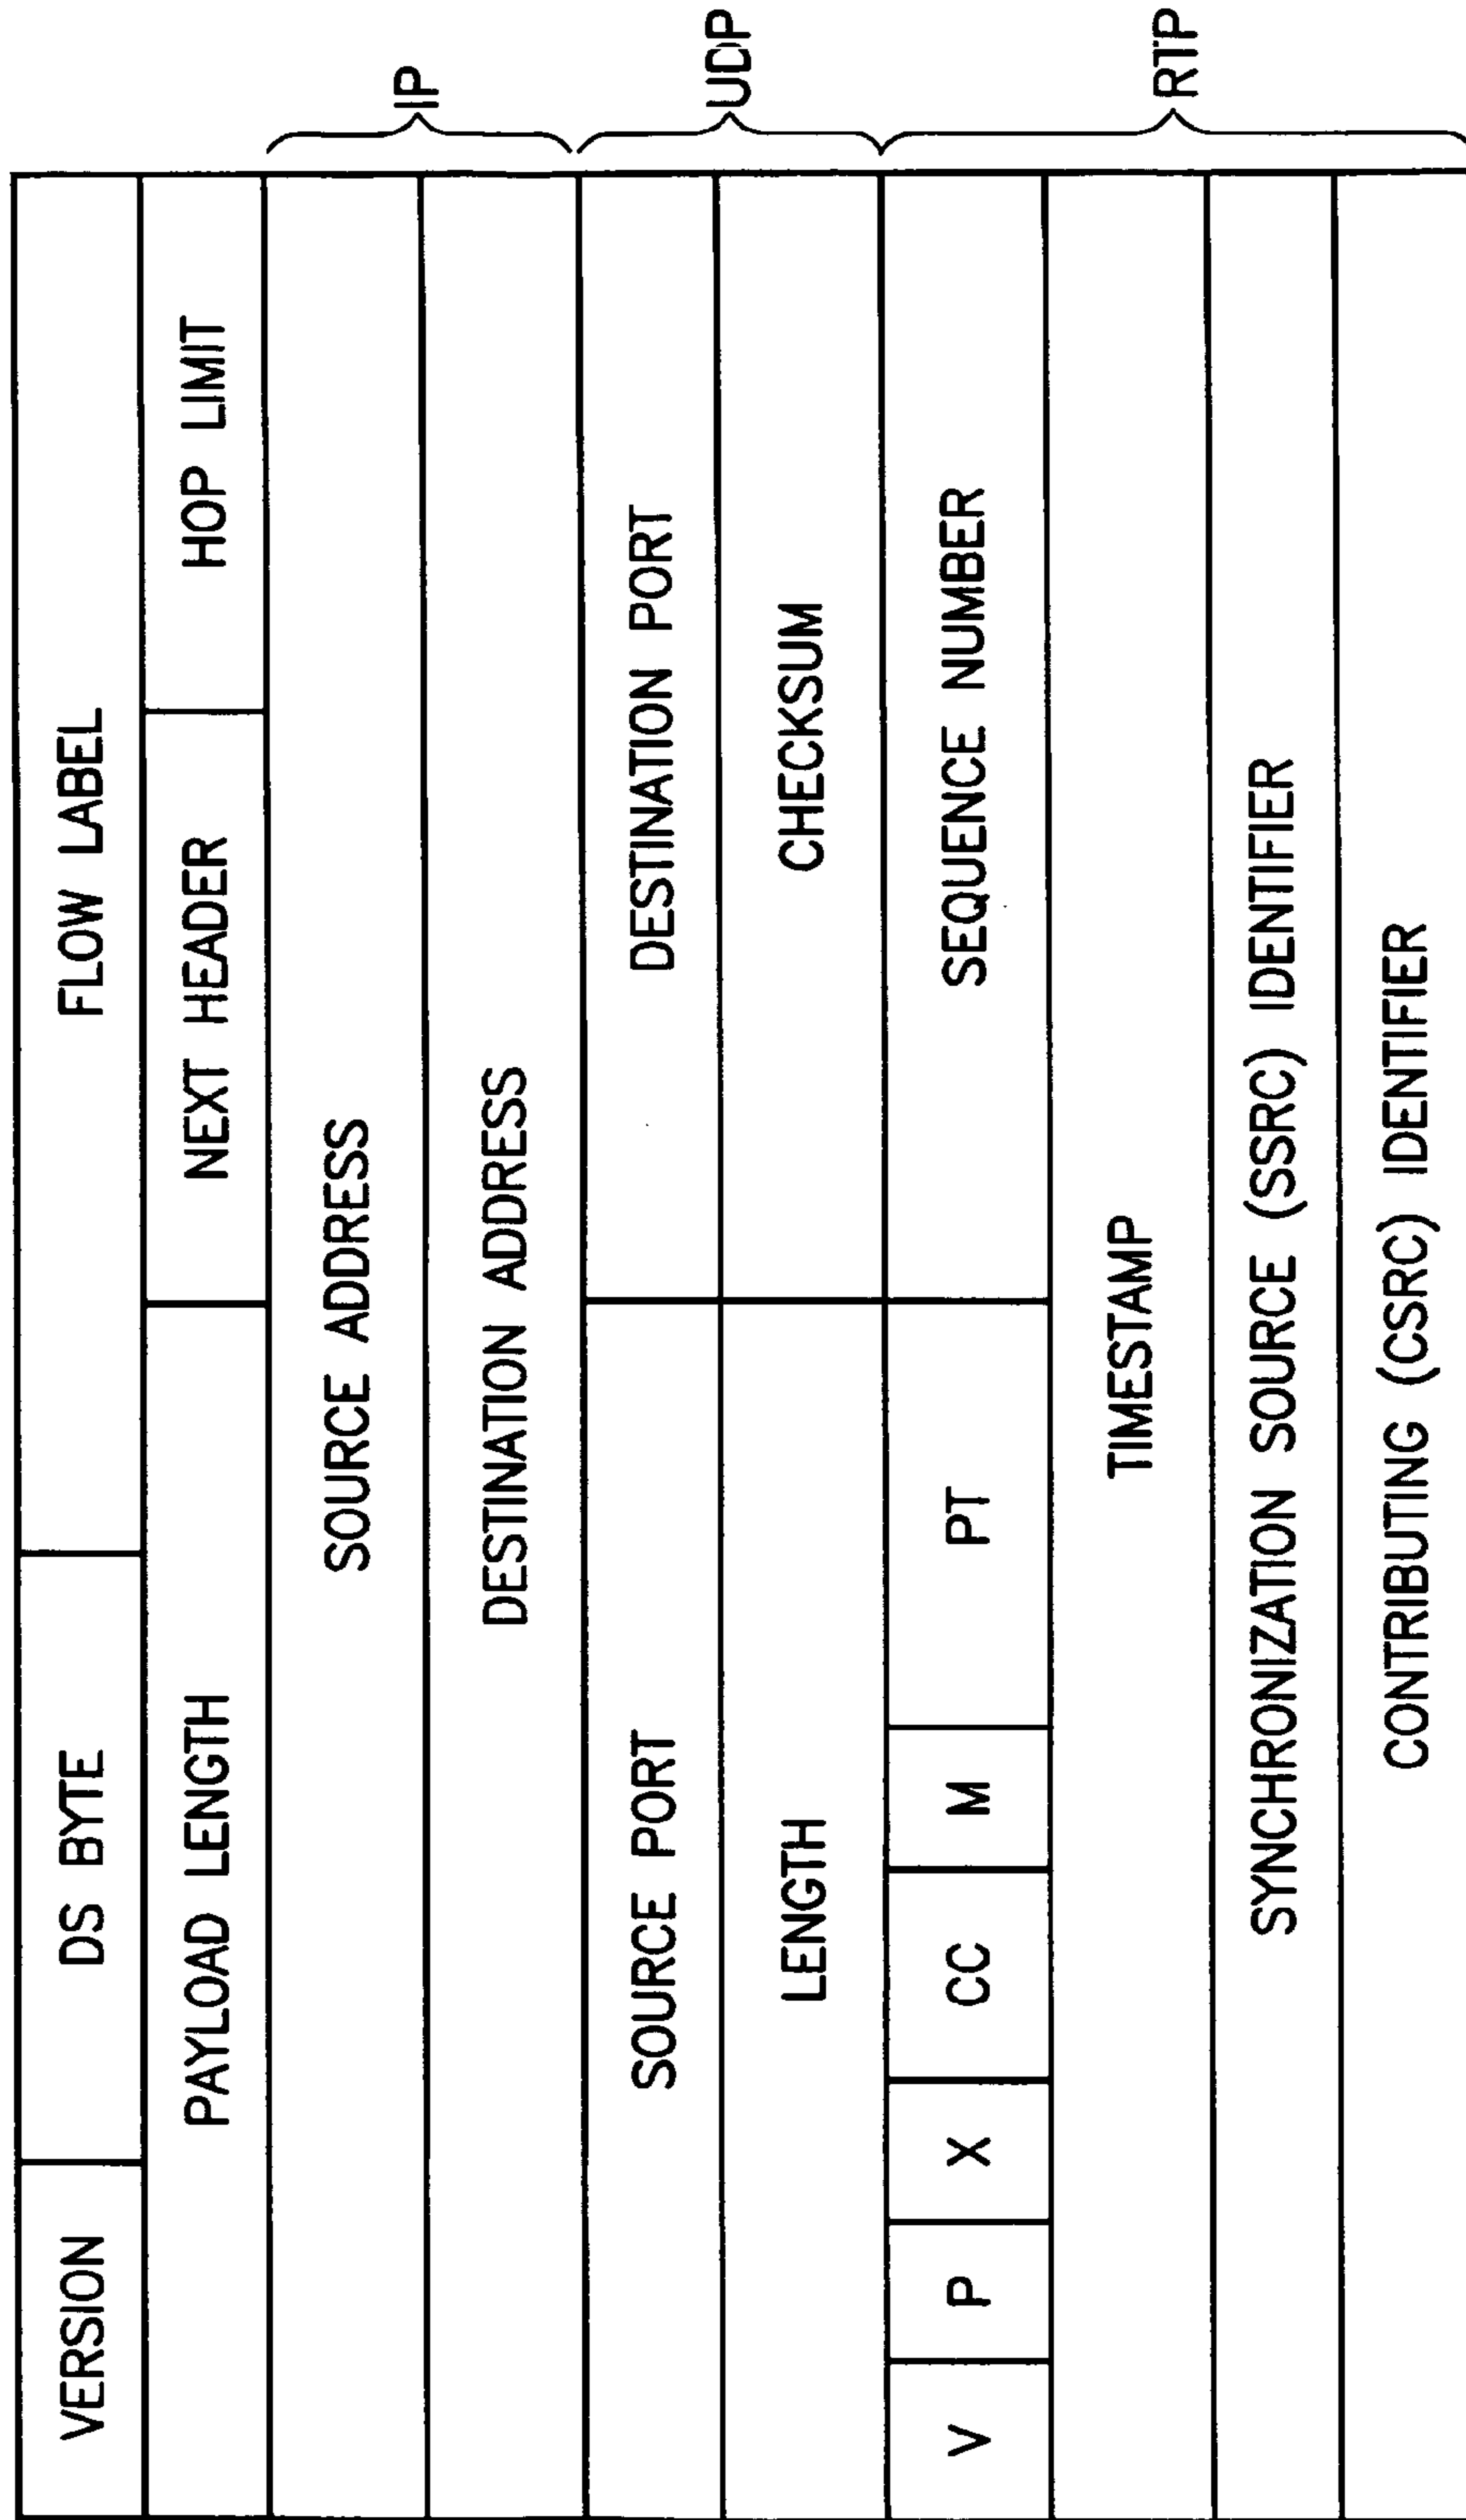 VERSION DS BYTE FLOW LABEL
PAYLOAD LENGTH NEXT HEADER HOP LIMIT
SOURCE ADDRESS
DESTINATION ADDRESS
IP
SOURCE PORT DESTINATION PORT
LENGTH CHECKSUM
UDP
V P X CC M PT SEQUENCE NUMBER
TIMESTAMP
SYNCHRONIZATION SOURCE (SSRC) IDENTIFIER
CONTRIBUTING (CSRC) IDENTIFIER
RTP